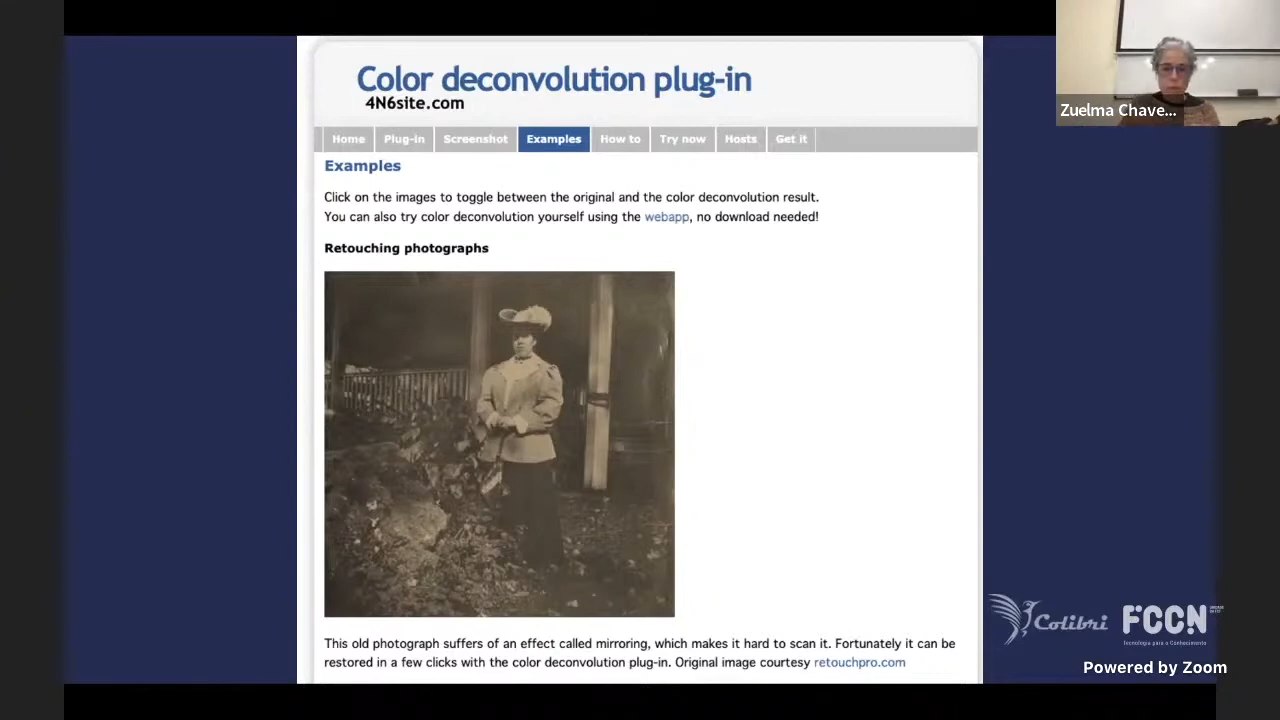 Color deconvolution plug-in
4N6site.com
Home Plug-in Screenshot Examples How to Try now Hosts Get it
Examples
Click on the images to toggle between the original and the color deconvolution result.
You can also try color deconvolution yourself using the webapp, no download needed!
Retouching photographs
This old photograph suffers of an effect called mirroring, which makes it hard to scan it. Fortunately it can be
restored in a few clicks with the color deconvolution plug-in. Original image courtesy retouchpro.com
Zuelma Chave...
Colibri FCCN
Tecnologia para o Conhecimento
Powered by Zoom